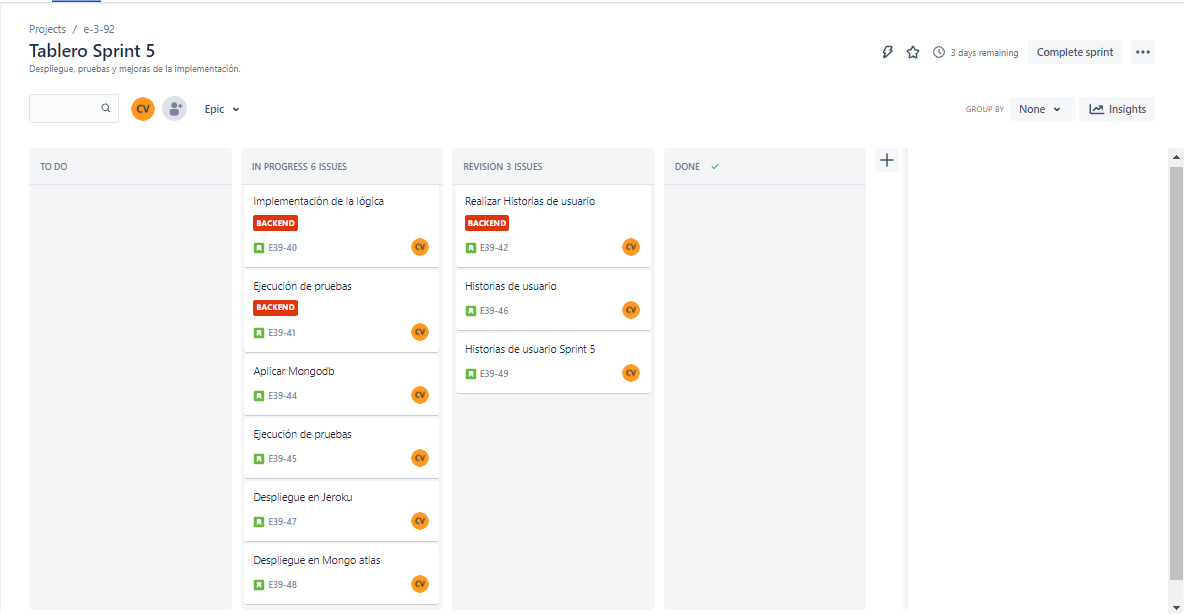 Projects / e-3-92
Tablero Sprint 5
Despliegue, pruebas y mejoras de la implementación.
3 days remaining
Complete sprint
CV
Epic
GROUP BY
None
Insights
TO DO
IN PROGRESS 6 ISSUES
Implementación de la lógica
BACKEND
E39-40
CV
Ejecución de pruebas
BACKEND
E39-41
CV
Aplicar Mongodb
E39-44
CV
Ejecución de pruebas
E39-45
CV
Despliegue en Jeroku
E39-47
CV
Despliegue en Mongo atlas
E39-48
CV
REVISIÓN 3 ISSUES
Realizar Historias de usuario
BACKEND
E39-42
CV
Historias de usuario
E39-46
CV
Historias de usuario Sprint 5
E39-49
CV
DONE